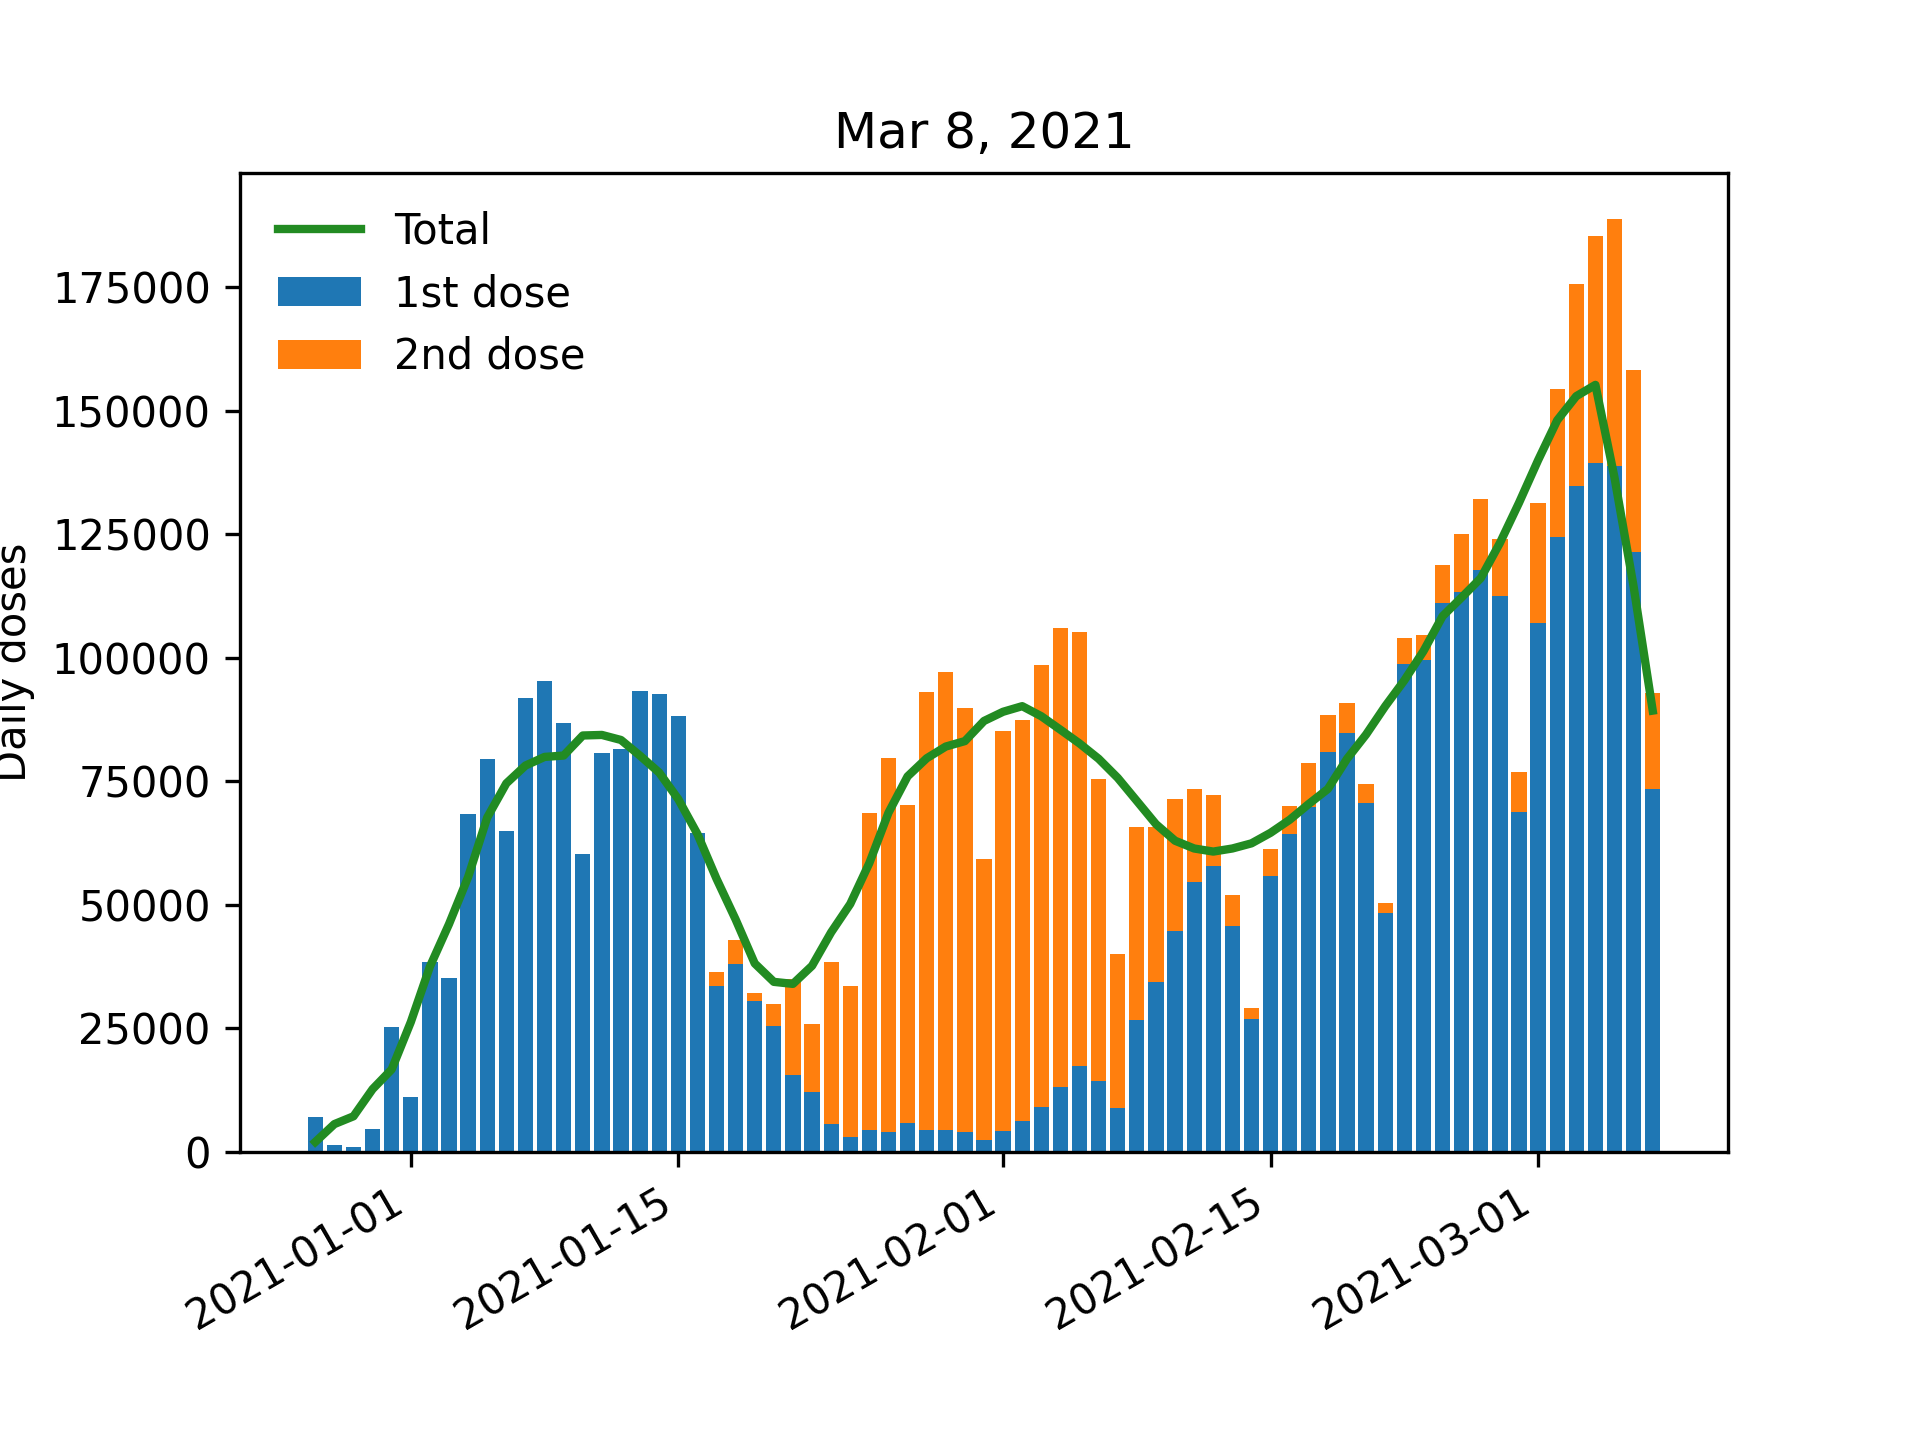 Mar 8, 2021
Total
1st dose
2nd dose
Daily doses
175000
150000
125000
100000
75000
50000
25000
0
2021-01-01
2021-01-15
2021-02-01
2021-02-15
2021-03-01